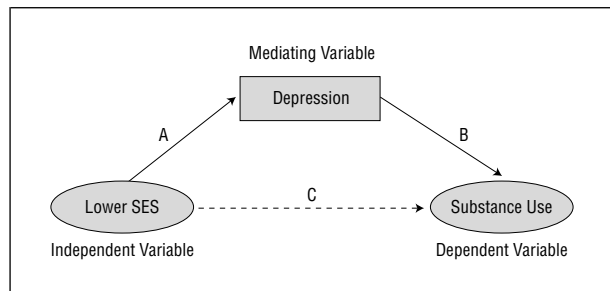 Mediating Variable
Depression
A
B
Lower SES
C
Substance Use
Independent Variable
Dependent Variable